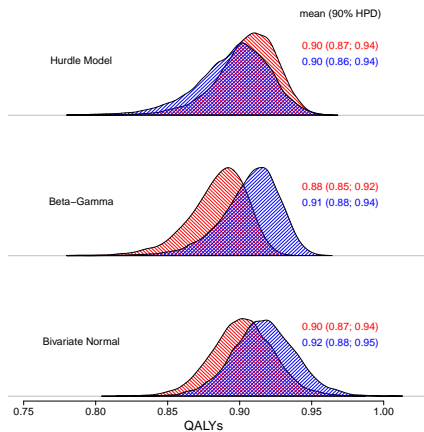 mean (90% HPD)
0.90 (0.87; 0.94)
Hurdle Model
0.90 (0.86; 0.94)
0.88 (0.85; 0.92)
Beta−Gamma
0.91 (0.88; 0.94)
0.90 (0.87; 0.94)
Bivariate Normal
0.92 (0.88; 0.95)
0.75 0.80 0.85 0.90 0.95 1.00
QALYs